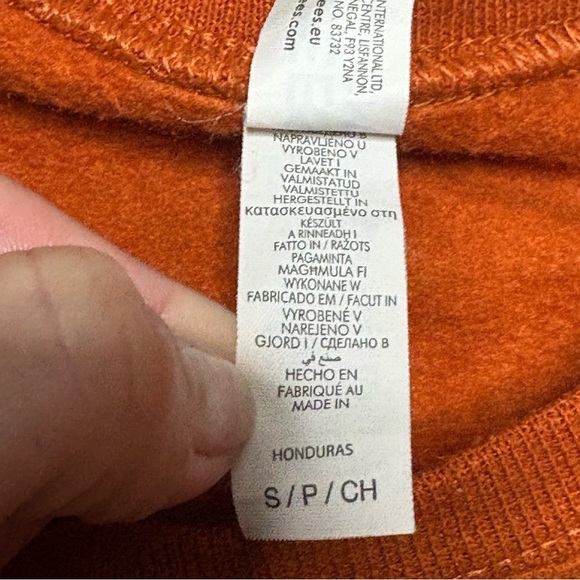 INTERNATIONAL LTD,
CENTRE, LISFANNON,
NEGAL, F93 Y2NA
NO. 83732
ees.eu
ees.com
NAPRAVLJENO U
VYROBENO V
LAVET I
GEMAAKT IN
VALMISTATUD
VALMISTETTU
HERGESTELLT IN
κατασκευασμένο στη
KÉSZÜLT
A RINNEADH I
FATTO IN / RAŽOTS
PAGAMINTA
MAGĦMULA FI
WYKONANE W
FABRICADO EM / FACUT IN
VYROBENÉ V
NAREJENO V
GJORD I / СДЕЛАНО В
صنع في
HECHO EN
FABRIQUÉ AU
MADE IN
HONDURAS
S / P / CH